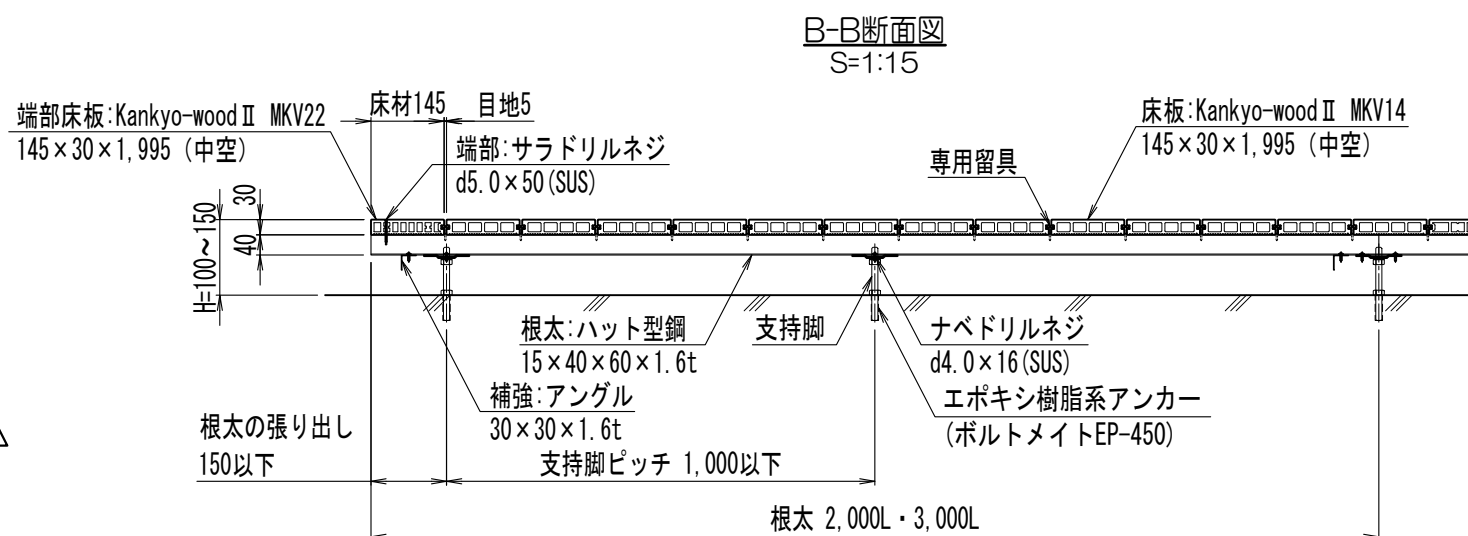 B-B断面図
S=1:15
端部床板:Kankyo-woodⅡ MKV22
145×30×1,995 (中空)
床材145
目地5
端部:サラドリルネジ
d5.0×50(SUS)
専用留具
床板:Kankyo-woodⅡ MKV14
145×30×1,995 (中空)
30
40
H=100~150
根太:ハット型鋼
15×40×60×1.6t
支持脚
ナベドリルネジ
d4.0×16(SUS)
補強:アングル
30×30×1.6t
エポキシ樹脂系アンカー
(ボルトメイトEP-450)
根太の張り出し
150以下
支持脚ピッチ 1,000以下
根太 2,000L・3,000L